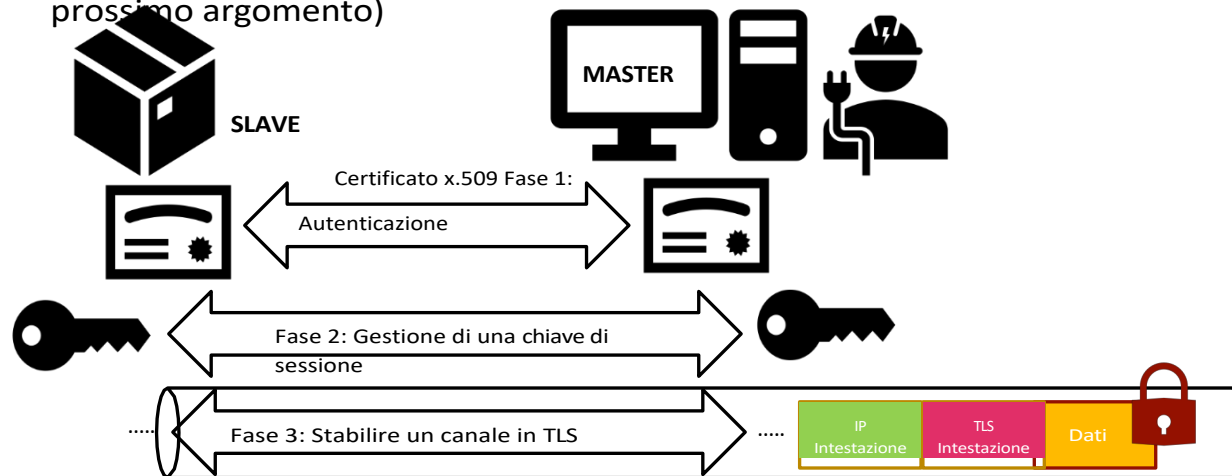 prossimo argomento)
MASTER
SLAVE
Certificato x.509 Fase 1:
Autenticazione
Fase 2: Gestione di una chiave di
sessione
..... Fase 3: Stabilire un canale in TLS .....
IP
Intestazione
TLS
Intestazione
Dati